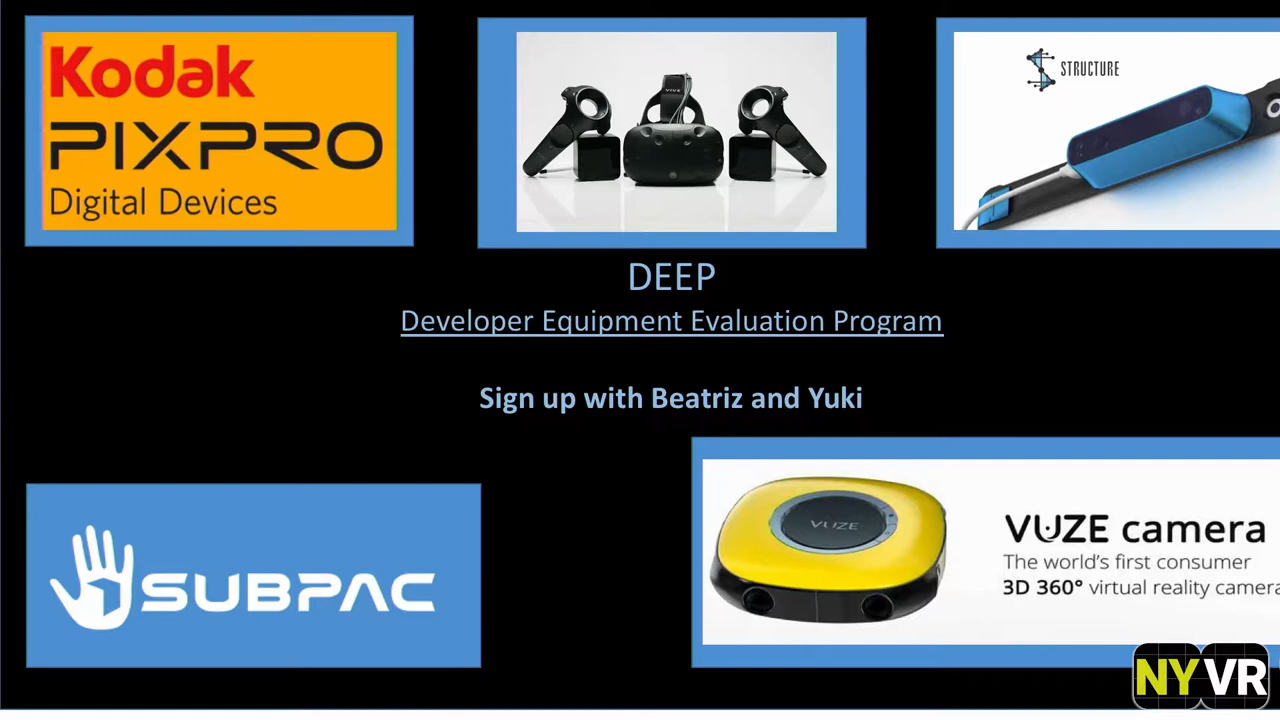 Kodak
PIXPRO
Digital Devices
VIVE
STRUCTURE
DEEP
Developer Equipment Evaluation Program
Sign up with Beatriz and Yuki
SUBPAC
VUZE
VUZE camera
The world's first consumer
3D 360° virtual reality camera
NYVR